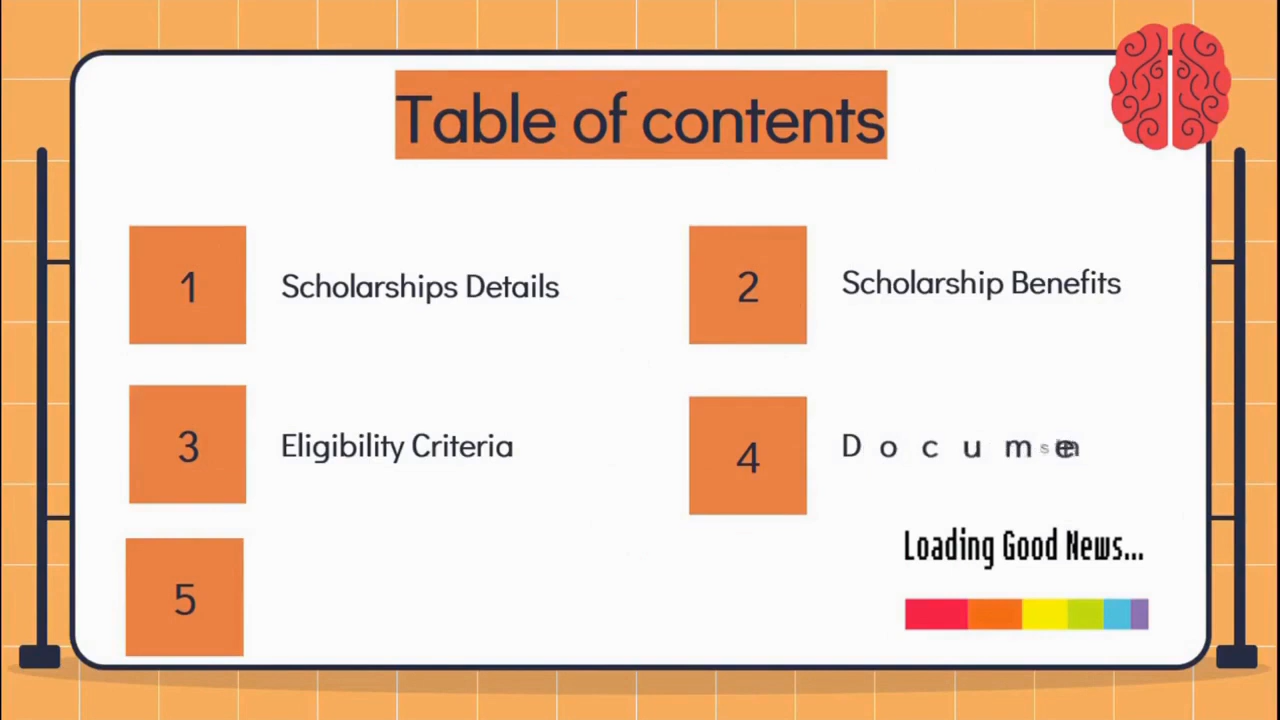 Table of contents
1
Scholarships Details
2
Scholarship Benefits
3
Eligibility Criteria
4
5
Loading Good News...